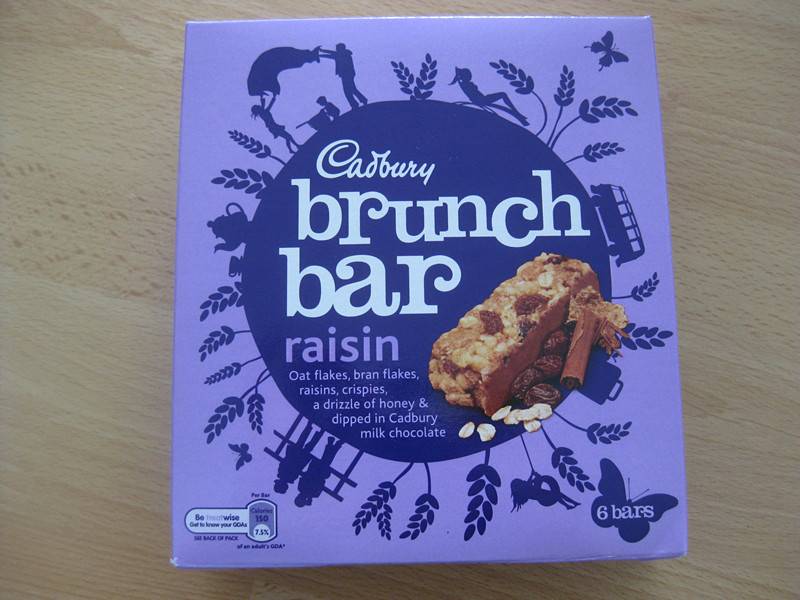 Cadbury
brunch
bar
raisin
Oat flakes, bran flakes,
raisins, crispies,
a drizzle of honey &
dipped in Cadbury
milk chocolate
6 bars
Per Bar
Be treatwise
Get to know your GDAs
SEE BACK OF PACK
Calories
150
7.5%
of an adult's GDA*